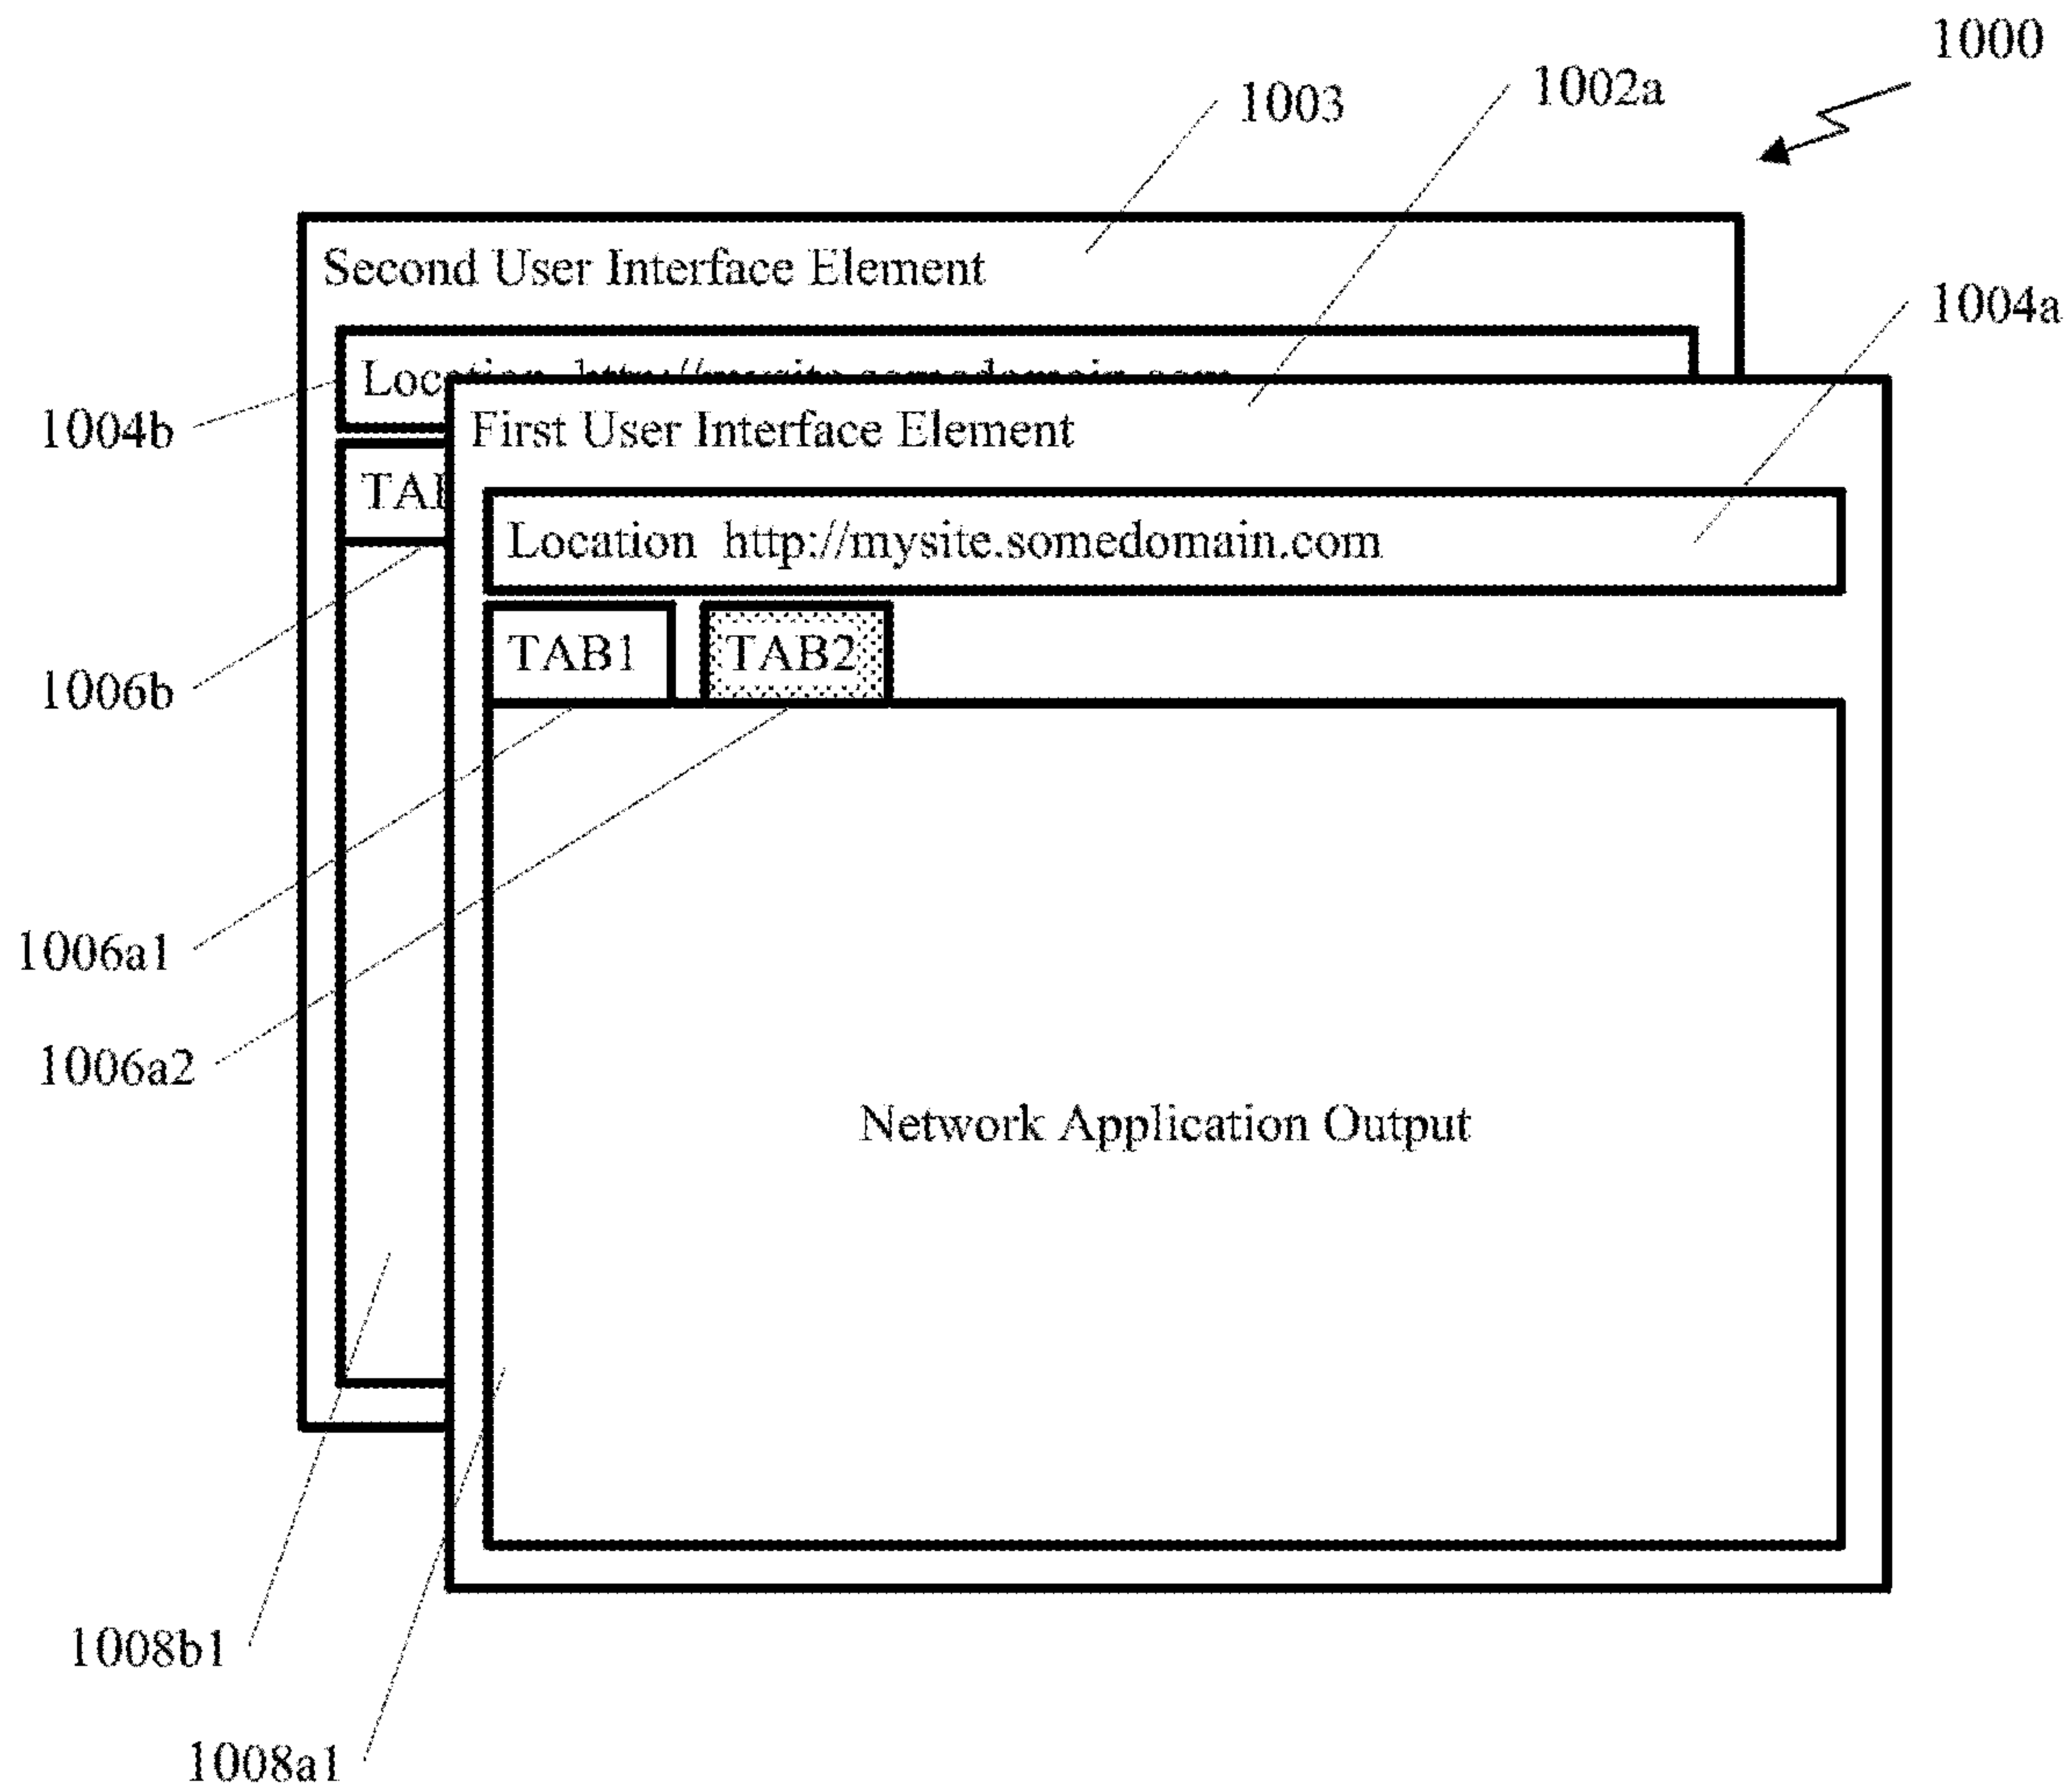 1000
1002a
1003
Second User Interface Element
1004a
1004b
First User Interface Element
Location http://mysite.somedomain.com
TAB1 TAB2
1006b
1006a1
1006a2
Network Application Output
1008b1
1008a1